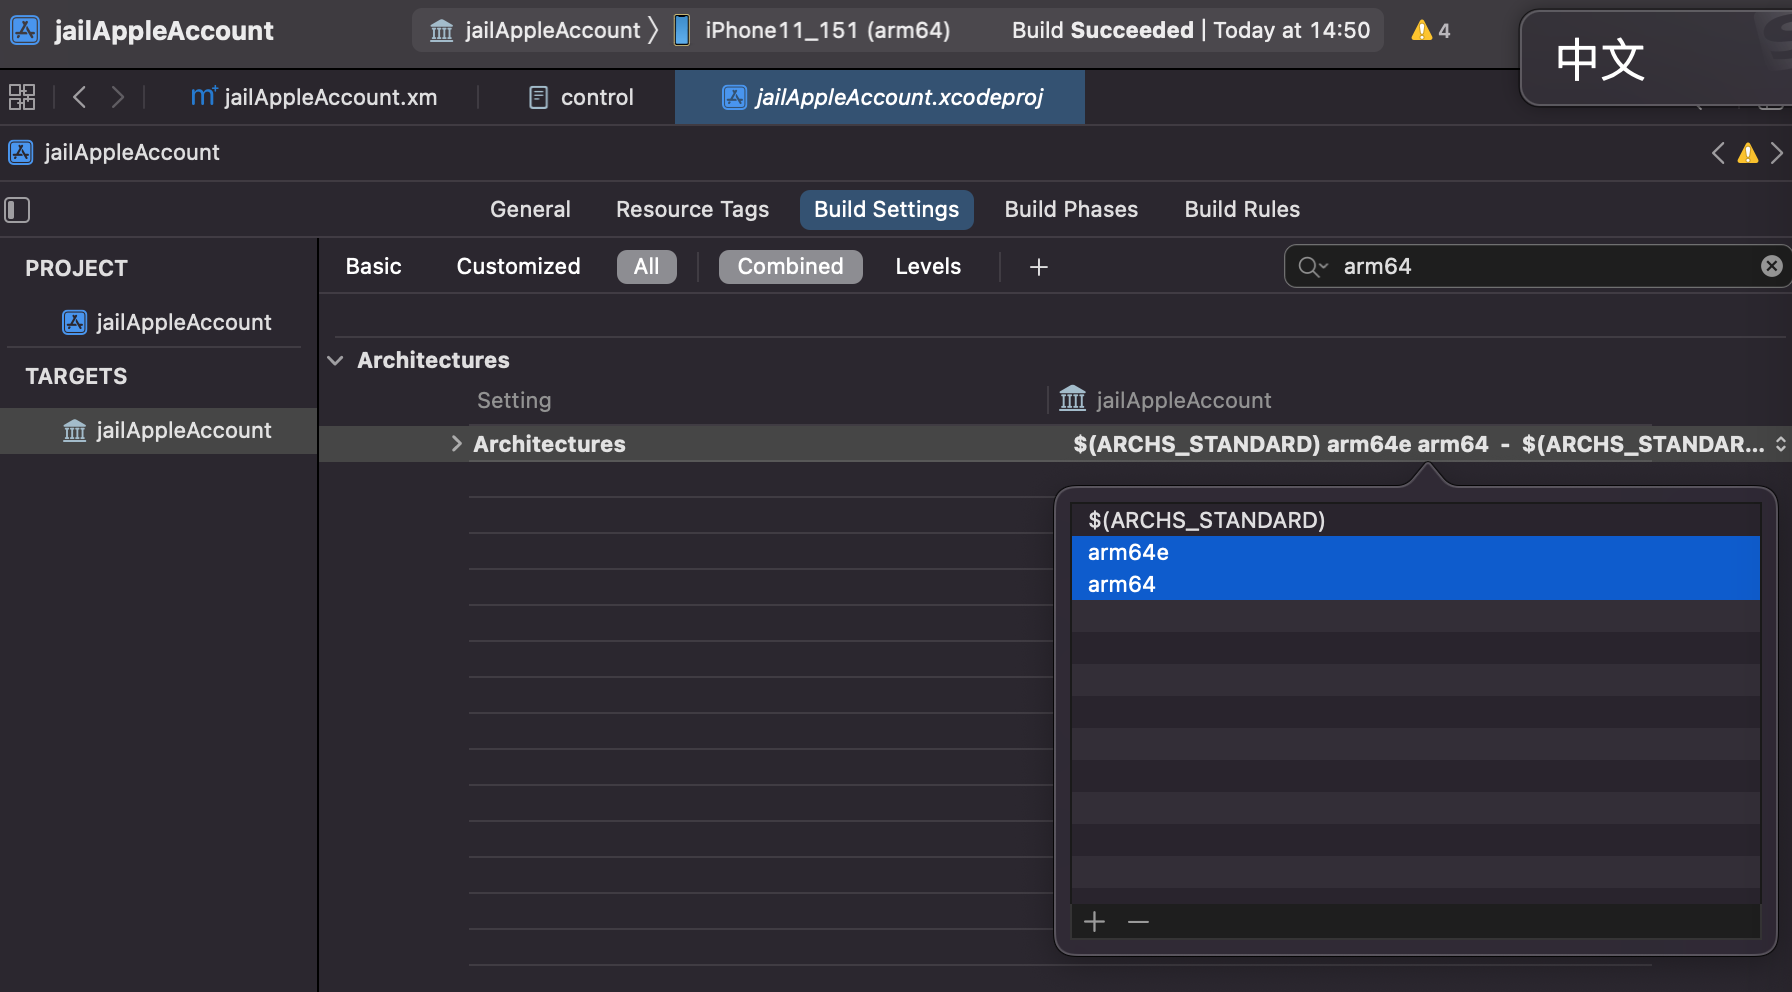 jailAppleAccount
jailAppleAccount 〉 iPhone11_151 (arm64) Build Succeeded | Today at 14:50 4
中文
jailAppleAccount.xm control jailAppleAccount.xcodeproj
jailAppleAccount
General Resource Tags Build Settings Build Phases Build Rules
PROJECT
jailAppleAccount
TARGETS
jailAppleAccount
Basic Customized All Combined Levels + arm64
Architectures
Setting jailAppleAccount
Architectures $(ARCHS_STANDARD) arm64e arm64 - $(ARCHS_STANDAR...
$(ARCHS_STANDARD)
arm64e
arm64